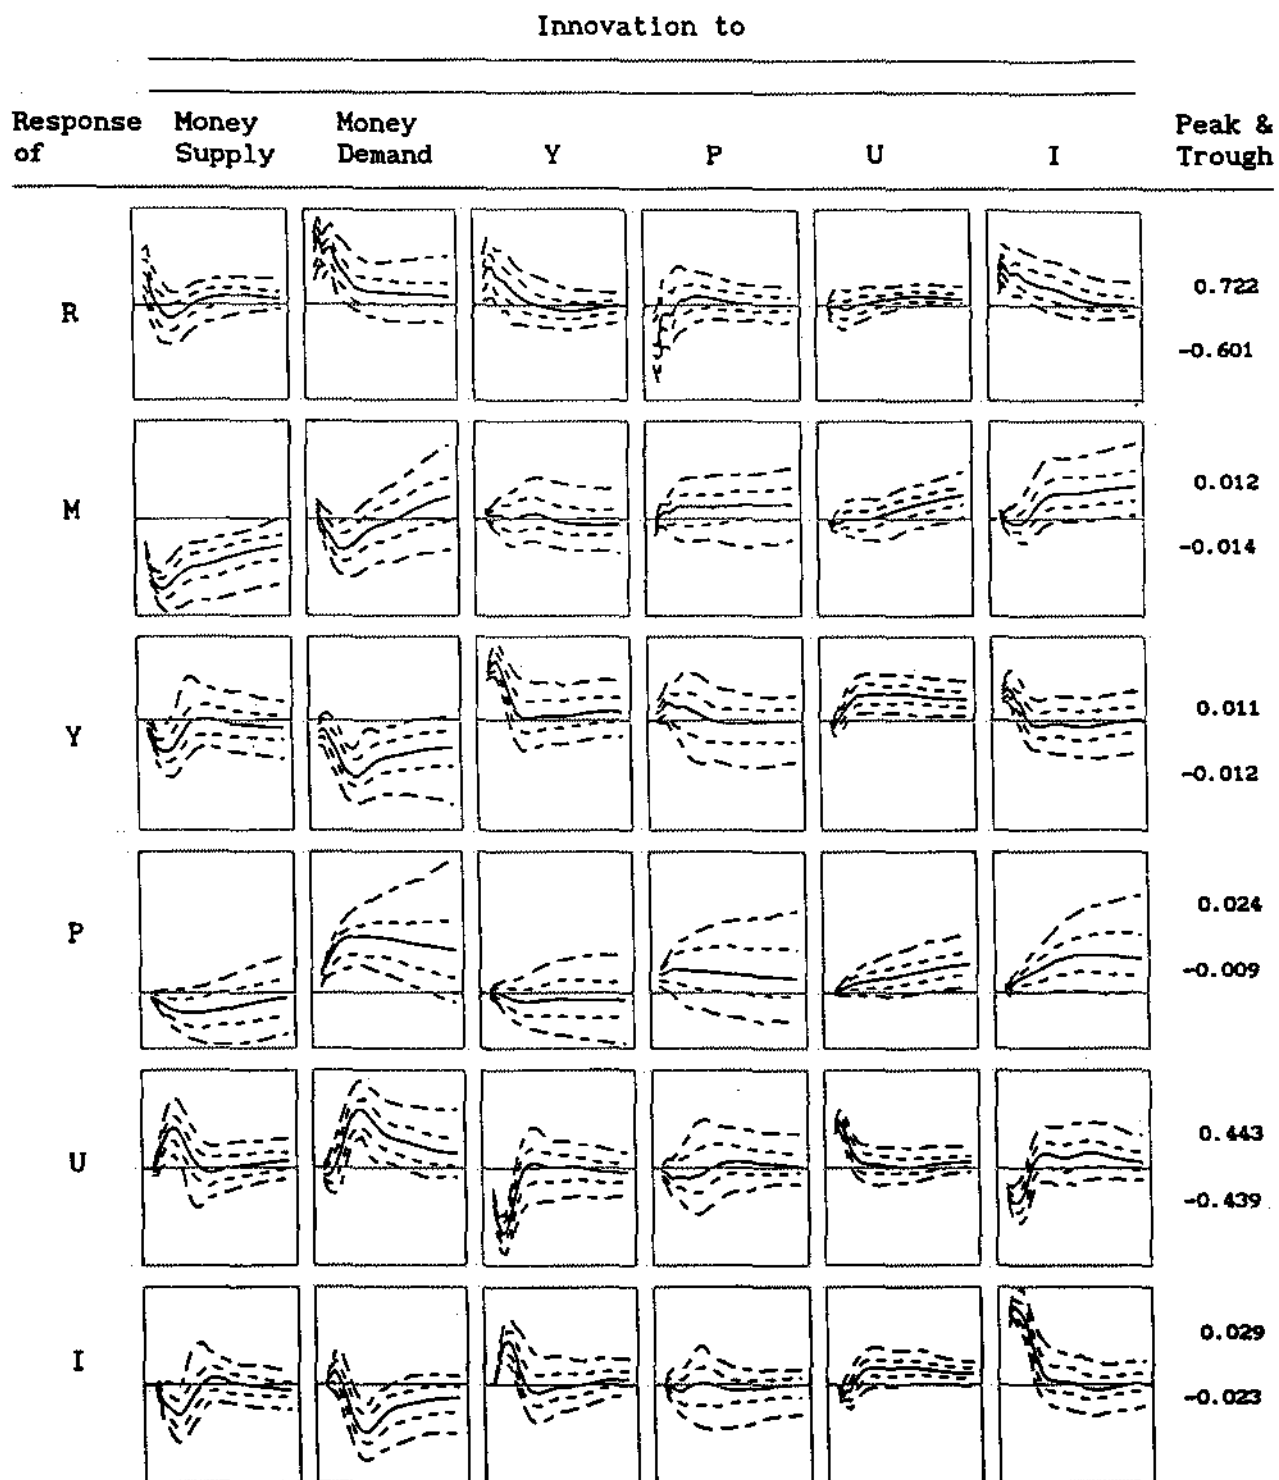 Innovation to
Response Money Money Peak &
of Supply Demand Y P U I Trough
R 0.722
-0.601
M 0.012
-0.014
Y 0.011
-0.012
P 0.024
-0.009
U 0.443
-0.439
I 0.029
-0.023